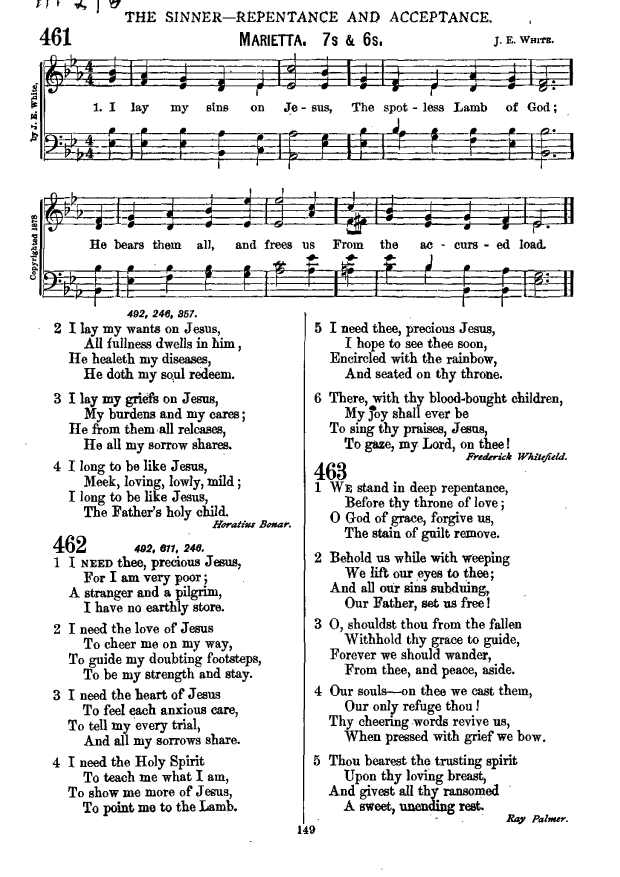 THE SINNER—REPENTANCE AND ACCEPTANCE.
461
MARIETTA. 7s & 6s.
J. E. WHITE.
by J. E. White,
1. I lay my sins on Je - sus, The spot - less Lamb of God;
Copyrighted 1878
He bears them all, and frees us From the ac - curs - ed load.
492, 246, 357.
2 I lay my wants on Jesus,
All fullness dwells in him,
He healeth my diseases,
He doth my soul redeem.
3 I lay my griefs on Jesus,
My burdens and my cares;
He from them all releases,
He all my sorrow shares.
4 I long to be like Jesus,
Meek, loving, lowly, mild;
I long to be like Jesus,
The Father's holy child.
Horatius Bonar.
462
492, 611, 246.
1 I NEED thee, precious Jesus,
For I am very poor;
A stranger and a pilgrim,
I have no earthly store.
2 I need the love of Jesus
To cheer me on my way,
To guide my doubting footsteps,
To be my strength and stay.
3 I need the heart of Jesus
To feel each anxious care,
To tell my every trial,
And all my sorrows share.
4 I need the Holy Spirit
To teach me what I am,
To show me more of Jesus,
To point me to the Lamb.
5 I need thee, precious Jesus,
I hope to see thee soon,
Encircled with the rainbow,
And seated on thy throne.
6 There, with thy blood-bought children,
My joy shall ever be
To sing thy praises, Jesus,
To gaze, my Lord, on thee!
Frederick Whitefield.
463
1 WE stand in deep repentance,
Before thy throne of love;
O God of grace, forgive us,
The stain of guilt remove.
2 Behold us while with weeping
We lift our eyes to thee;
And all our sins subduing,
Our Father, set us free!
3 O, shouldst thou from the fallen
Withhold thy grace to guide,
Forever we should wander,
From thee, and peace, aside.
4 Our souls—on thee we cast them,
Our only refuge thou!
Thy cheering words revive us,
When pressed with grief we bow.
5 Thou bearest the trusting spirit
Upon thy loving breast,
And givest all thy ransomed
A sweet, unending rest.
Ray Palmer.
149